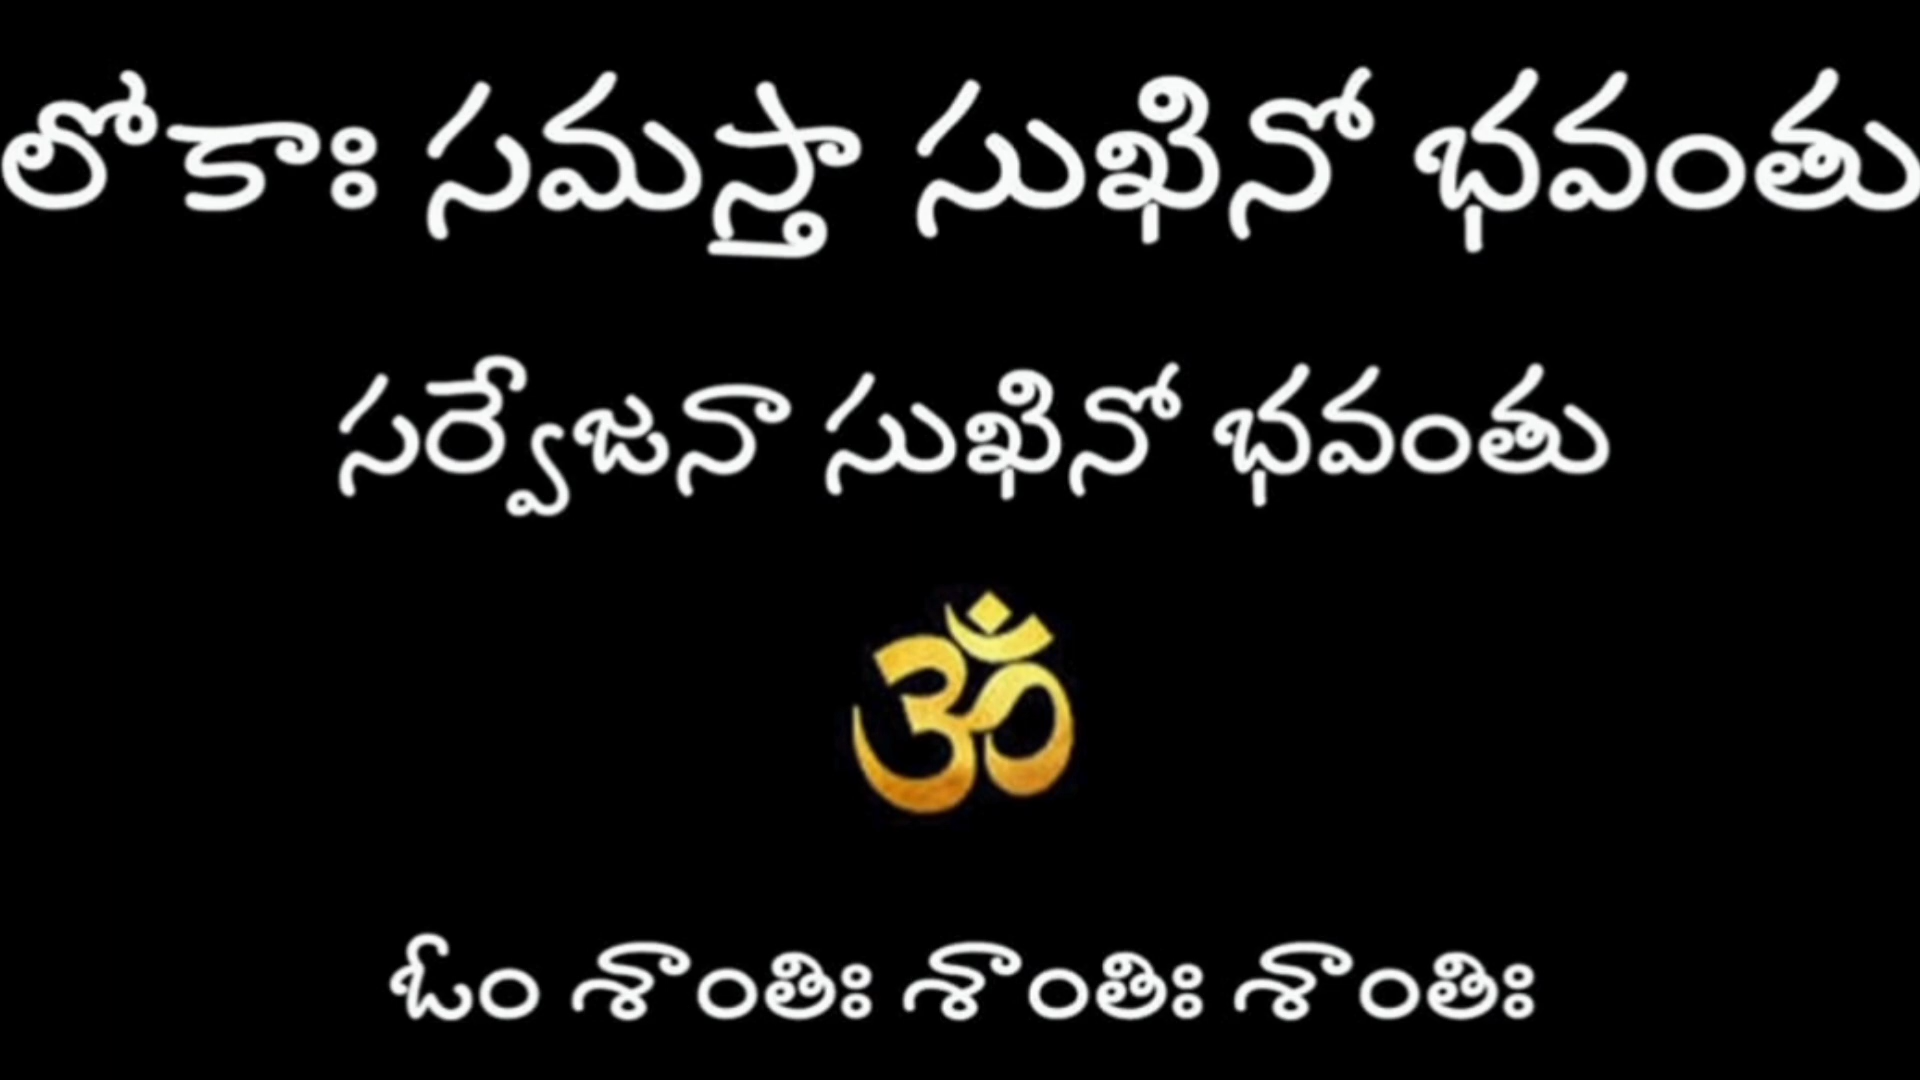 లోకాః సమస్తా సుఖినో భవంతు
సర్వేజనా సుఖినో భవంతు
ॐ
ఓం శాంతిః శాంతిః శాంతిః